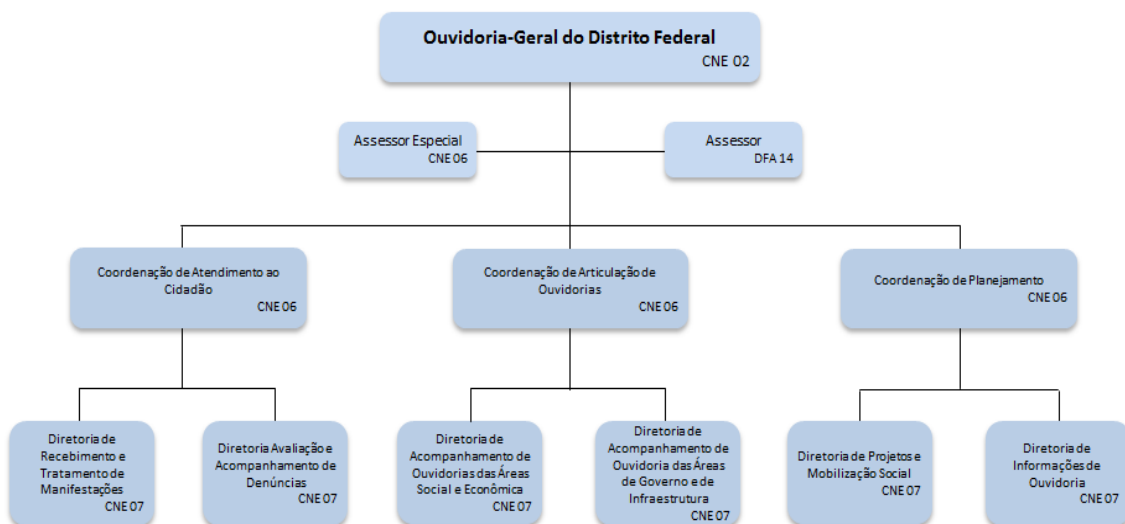 Ouvidoria-Geral do Distrito Federal
CNE 02
Assessor Especial
CNE 06
Assessor
DFA 14
Coordenação de Atendimento ao
Cidadão
CNE 06
Coordenação de Articulação de
Ouvidorias
CNE 06
Coordenação de Planejamento
CNE 06
Diretoria de
Recebimento e
Tratamento de
Manifestações
CNE 07
Diretoria Avaliação e
Acompanhamento de
Denúncias
CNE 07
Diretoria de
Acompanhamento de
Ouvidorias das Áreas
Social e Econômica
CNE 07
Diretoria de
Acompanhamento de
Ouvidoria das Áreas
de Governo e de
Infraestrutura
CNE 07
Diretoria de Projetos e
Mobilização Social
CNE 07
Diretoria de
Informações de
Ouvidoria
CNE 07